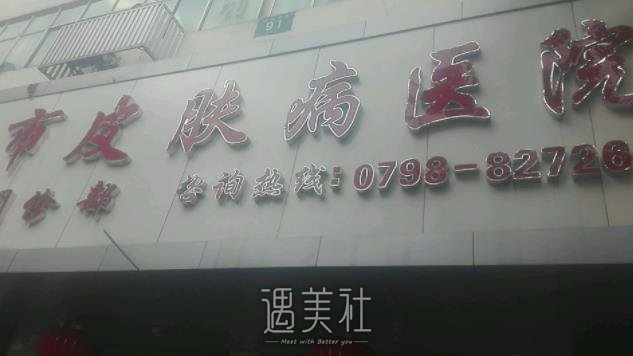 91
市皮肤病医院
门诊部 咨询热线:0798-82726
遇美社
Meet with Better you